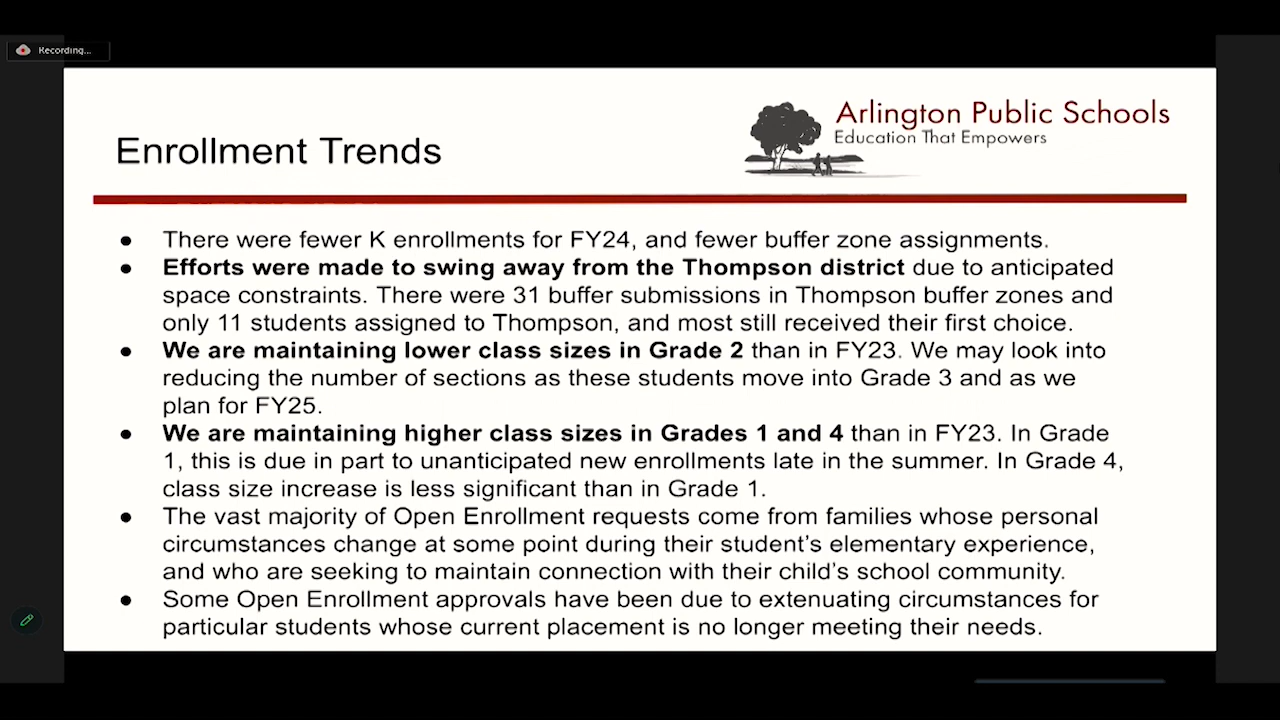 Recording...
Arlington Public Schools
Education That Empowers
Enrollment Trends
● There were fewer K enrollments for FY24, and fewer buffer zone assignments.
● Efforts were made to swing away from the Thompson district due to anticipated
space constraints. There were 31 buffer submissions in Thompson buffer zones and
only 11 students assigned to Thompson, and most still received their first choice.
● We are maintaining lower class sizes in Grade 2 than in FY23. We may look into
reducing the number of sections as these students move into Grade 3 and as we
plan for FY25.
● We are maintaining higher class sizes in Grades 1 and 4 than in FY23. In Grade
1, this is due in part to unanticipated new enrollments late in the summer. In Grade 4,
class size increase is less significant than in Grade 1.
● The vast majority of Open Enrollment requests come from families whose personal
circumstances change at some point during their student’s elementary experience,
and who are seeking to maintain connection with their child’s school community.
● Some Open Enrollment approvals have been due to extenuating circumstances for
particular students whose current placement is no longer meeting their needs.